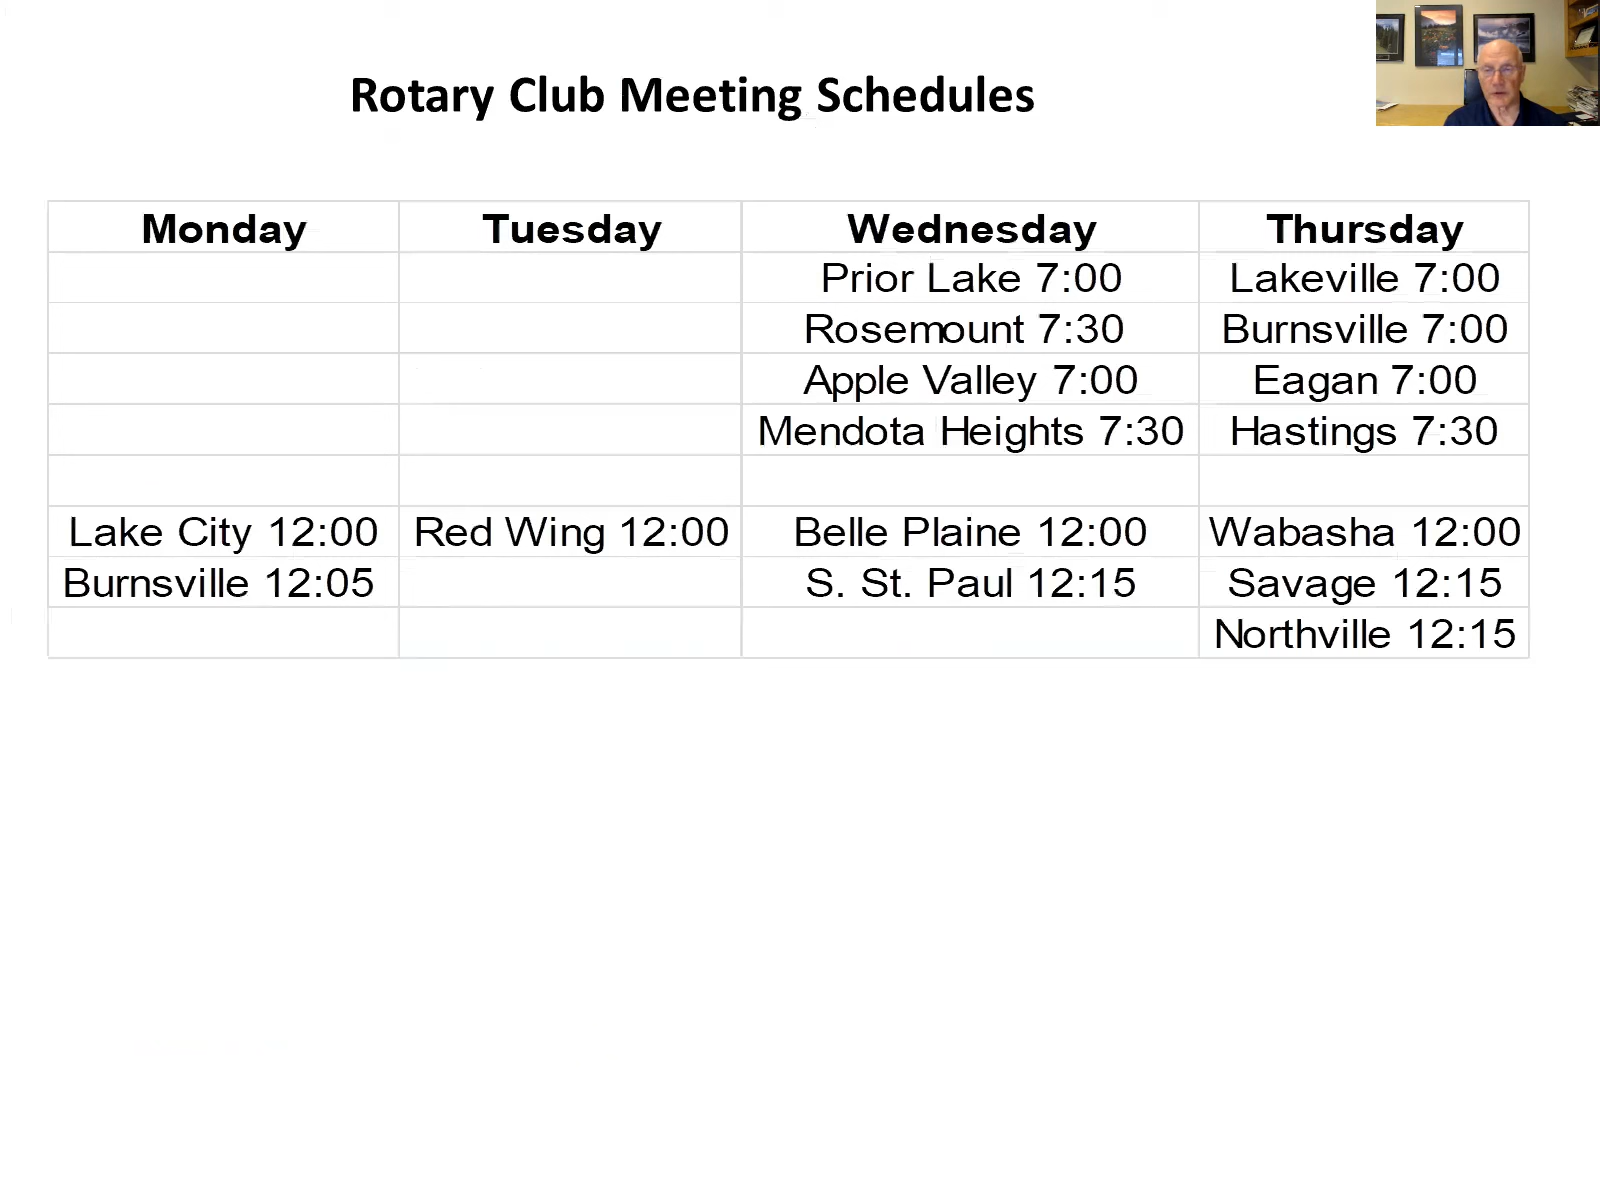 Rotary Club Meeting Schedules
Monday Tuesday Wednesday Thursday
Prior Lake 7:00 Lakeville 7:00
Rosemount 7:30 Burnsville 7:00
Apple Valley 7:00 Eagan 7:00
Mendota Heights 7:30 Hastings 7:30
Lake City 12:00 Red Wing 12:00 Belle Plaine 12:00 Wabasha 12:00
Burnsville 12:05 S. St. Paul 12:15 Savage 12:15
Northville 12:15